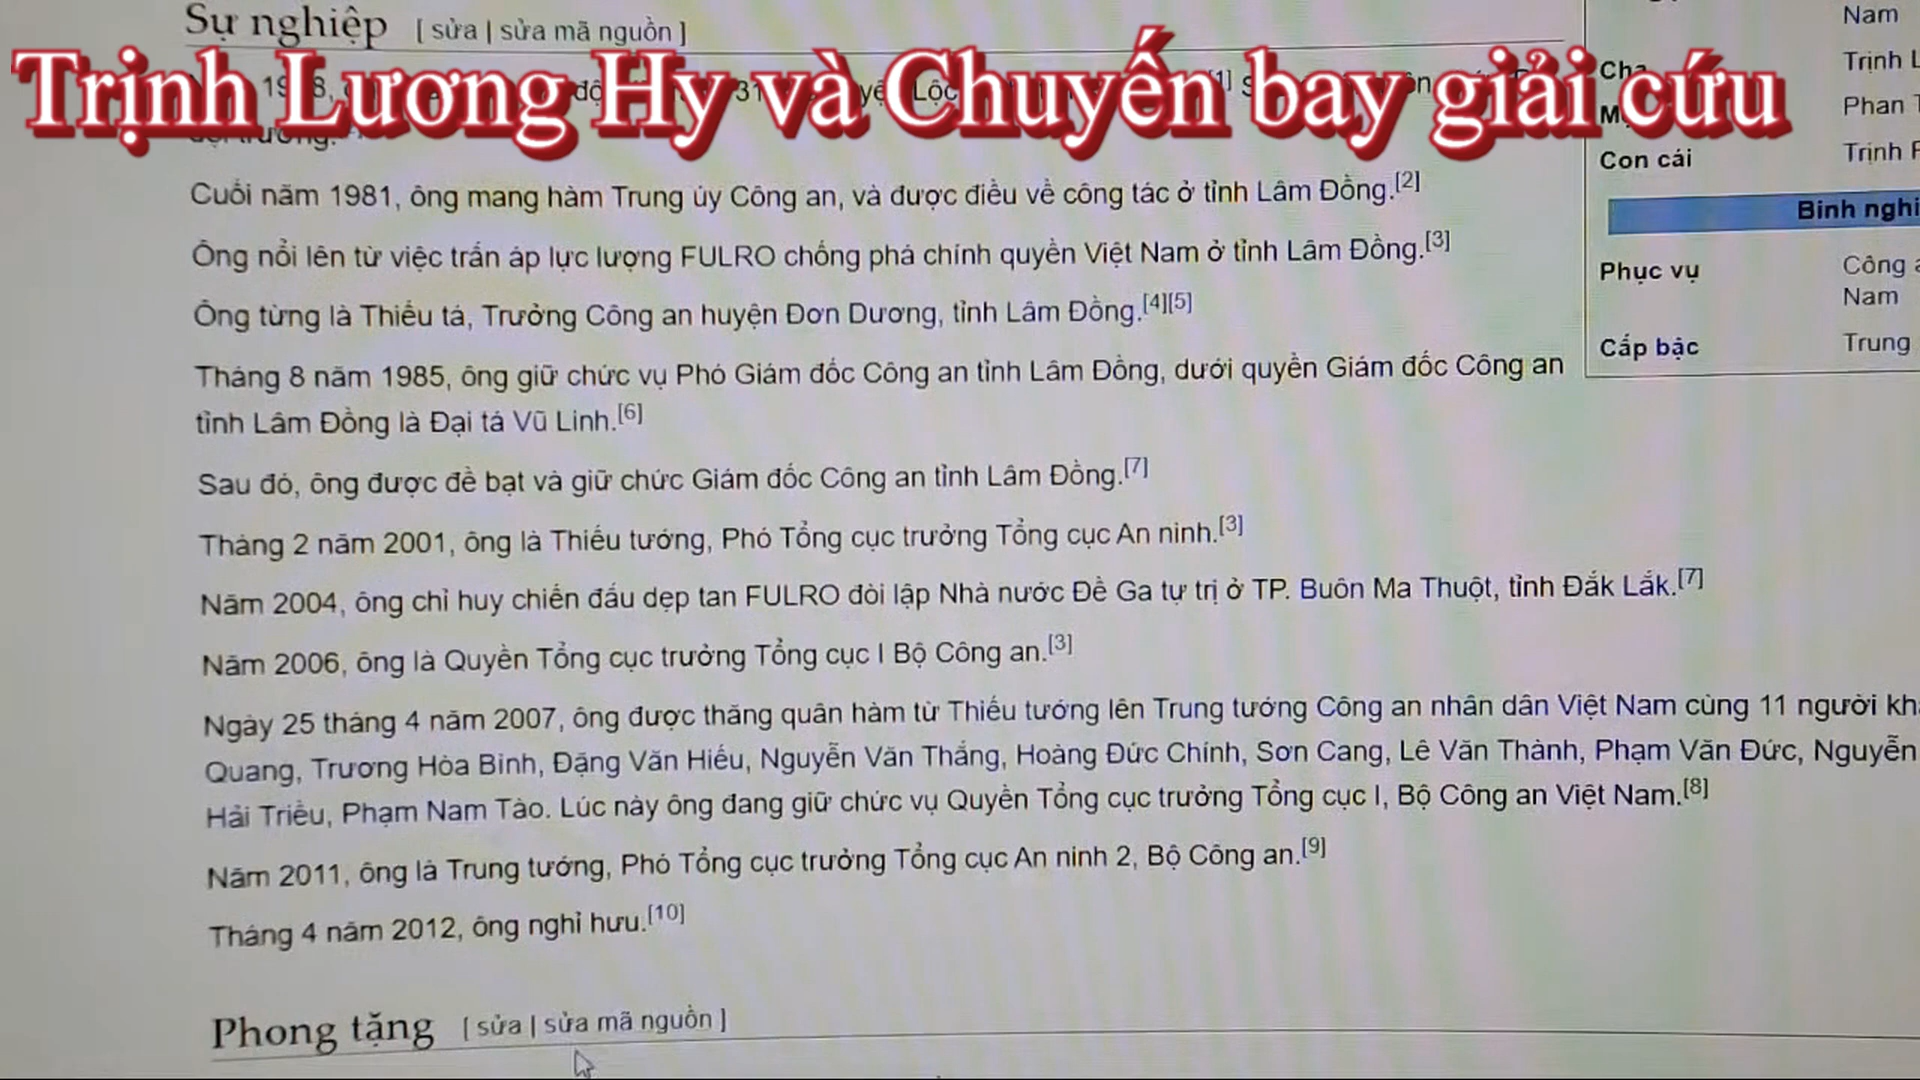 Sự nghiệp [ sửa | sửa mã nguồn ]
Trịnh Lương Hy và Chuyến bay giải cứu
Cuối năm 1981, ông mang hàm Trung úy Công an, và được điều về công tác ở tỉnh Lâm Đồng.[2]
Ông nổi lên từ việc trấn áp lực lượng FULRO chống phá chính quyền Việt Nam ở tỉnh Lâm Đồng.[3]
Ông từng là Thiếu tá, Trưởng Công an huyện Đơn Dương, tỉnh Lâm Đồng.[4][5]
Tháng 8 năm 1985, ông giữ chức vụ Phó Giám đốc Công an tỉnh Lâm Đồng, dưới quyền Giám đốc Công an
tỉnh Lâm Đồng là Đại tá Vũ Linh.[6]
Sau đó, ông được đề bạt và giữ chức Giám đốc Công an tỉnh Lâm Đồng.[7]
Tháng 2 năm 2001, ông là Thiếu tướng, Phó Tổng cục trưởng Tổng cục An ninh.[3]
Năm 2004, ông chỉ huy chiến đấu dẹp tan FULRO đòi lập Nhà nước Đề Ga tự trị ở TP. Buôn Ma Thuột, tỉnh Đắk Lắk.[7]
Năm 2006, ông là Quyền Tổng cục trưởng Tổng cục I Bộ Công an.[3]
Ngày 25 tháng 4 năm 2007, ông được thăng quân hàm từ Thiếu tướng lên Trung tướng Công an nhân dân Việt Nam cùng 11 người
Quang, Trương Hòa Bình, Đặng Văn Hiếu, Nguyễn Văn Thắng, Hoàng Đức Chính, Sơn Cang, Lê Văn Thành, Phạm Văn Đức, Nguyễn
Hải Triều, Phạm Nam Tào. Lúc này ông đang giữ chức vụ Quyền Tổng cục trưởng Tổng cục I, Bộ Công an Việt Nam.[8]
Năm 2011, ông là Trung tướng, Phó Tổng cục trưởng Tổng cục An ninh 2, Bộ Công an.[9]
Tháng 4 năm 2012, ông nghỉ hưu.[10]
Phong tặng [ sửa | sửa mã nguồn ]
Nam
Cha Trịnh
Phan
Con cái Trịnh
Binh
Phục vụ Công
Nam
Cấp bậc Trung